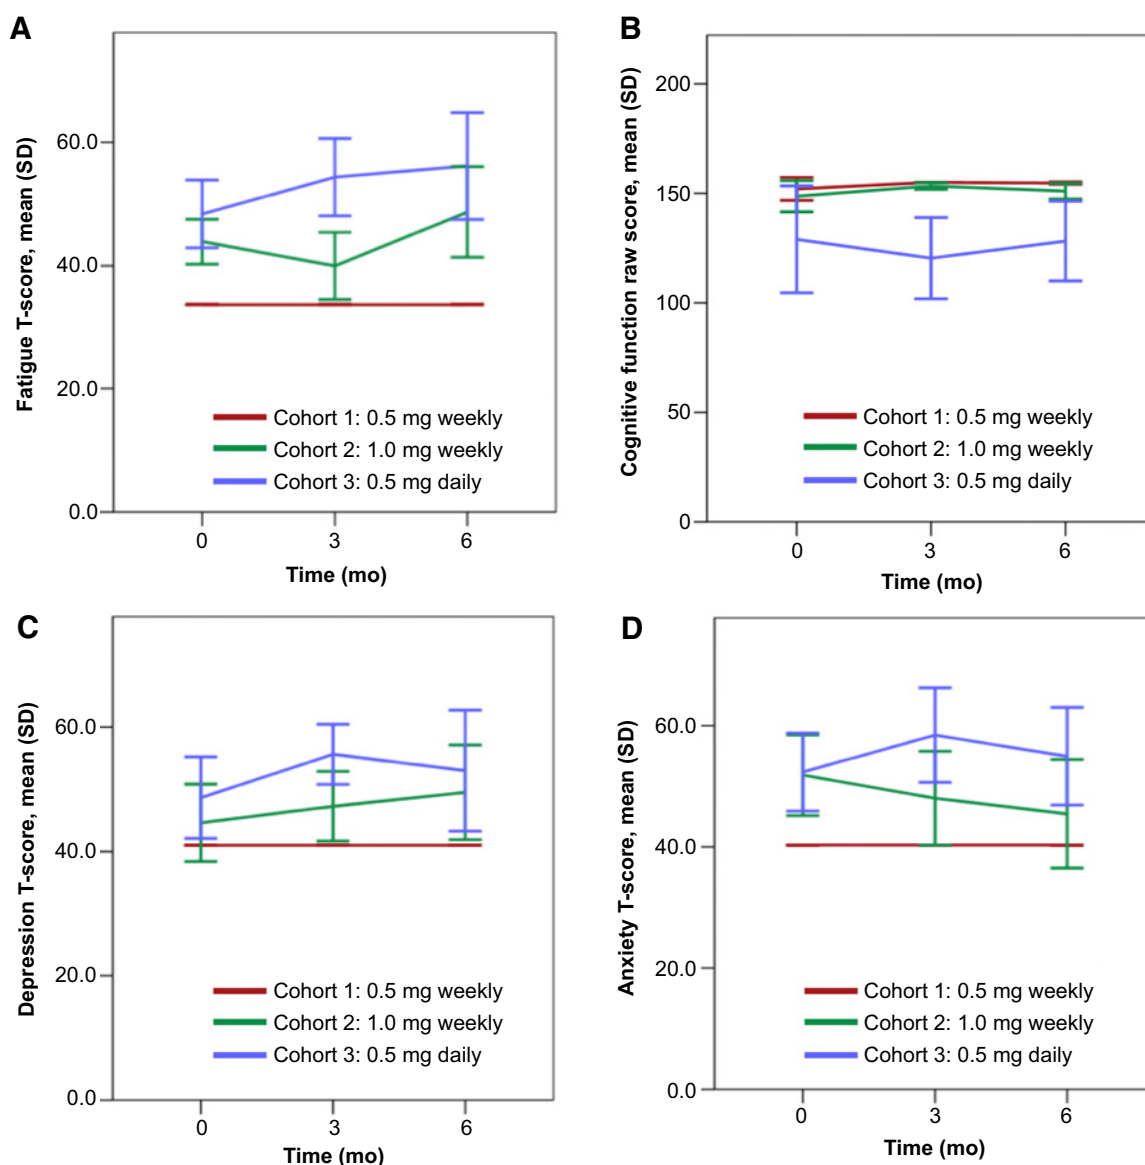 A
Fatigue T-score, mean (SD)
60.0
40.0
20.0
0.0
Cohort 1: 0.5 mg weekly
Cohort 2: 1.0 mg weekly
Cohort 3: 0.5 mg daily
0 3 6
Time (mo)
B
Cognitive function raw score, mean (SD)
200
150
100
50
0
Cohort 1: 0.5 mg weekly
Cohort 2: 1.0 mg weekly
Cohort 3: 0.5 mg daily
0 3 6
Time (mo)
C
Depression T-score, mean (SD)
60.0
40.0
20.0
0.0
Cohort 1: 0.5 mg weekly
Cohort 2: 1.0 mg weekly
Cohort 3: 0.5 mg daily
0 3 6
Time (mo)
D
Anxiety T-score, mean (SD)
60.0
40.0
20.0
0.0
Cohort 1: 0.5 mg weekly
Cohort 2: 1.0 mg weekly
Cohort 3: 0.5 mg daily
0 3 6
Time (mo)